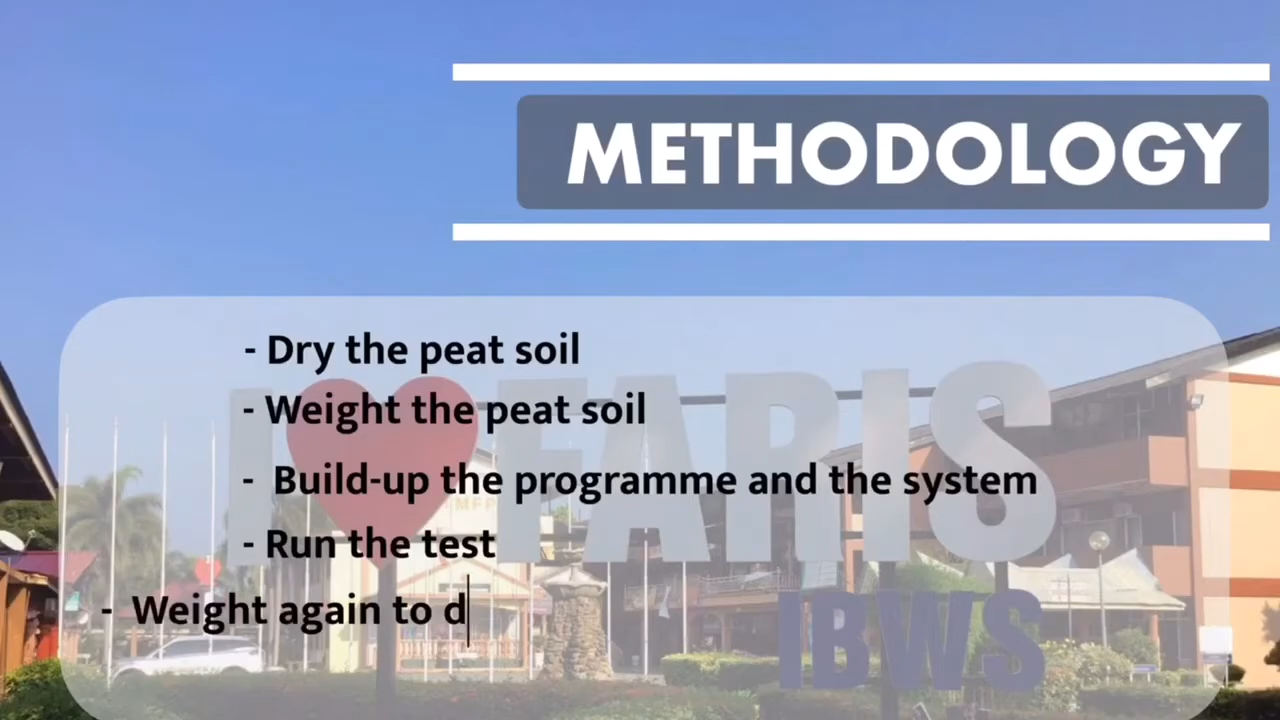 METHODOLOGY
- Dry the peat soil
- Weight the peat soil
- Build-up the programme and the system
- Run the test
- Weight again to d
I FARIS
IBWS